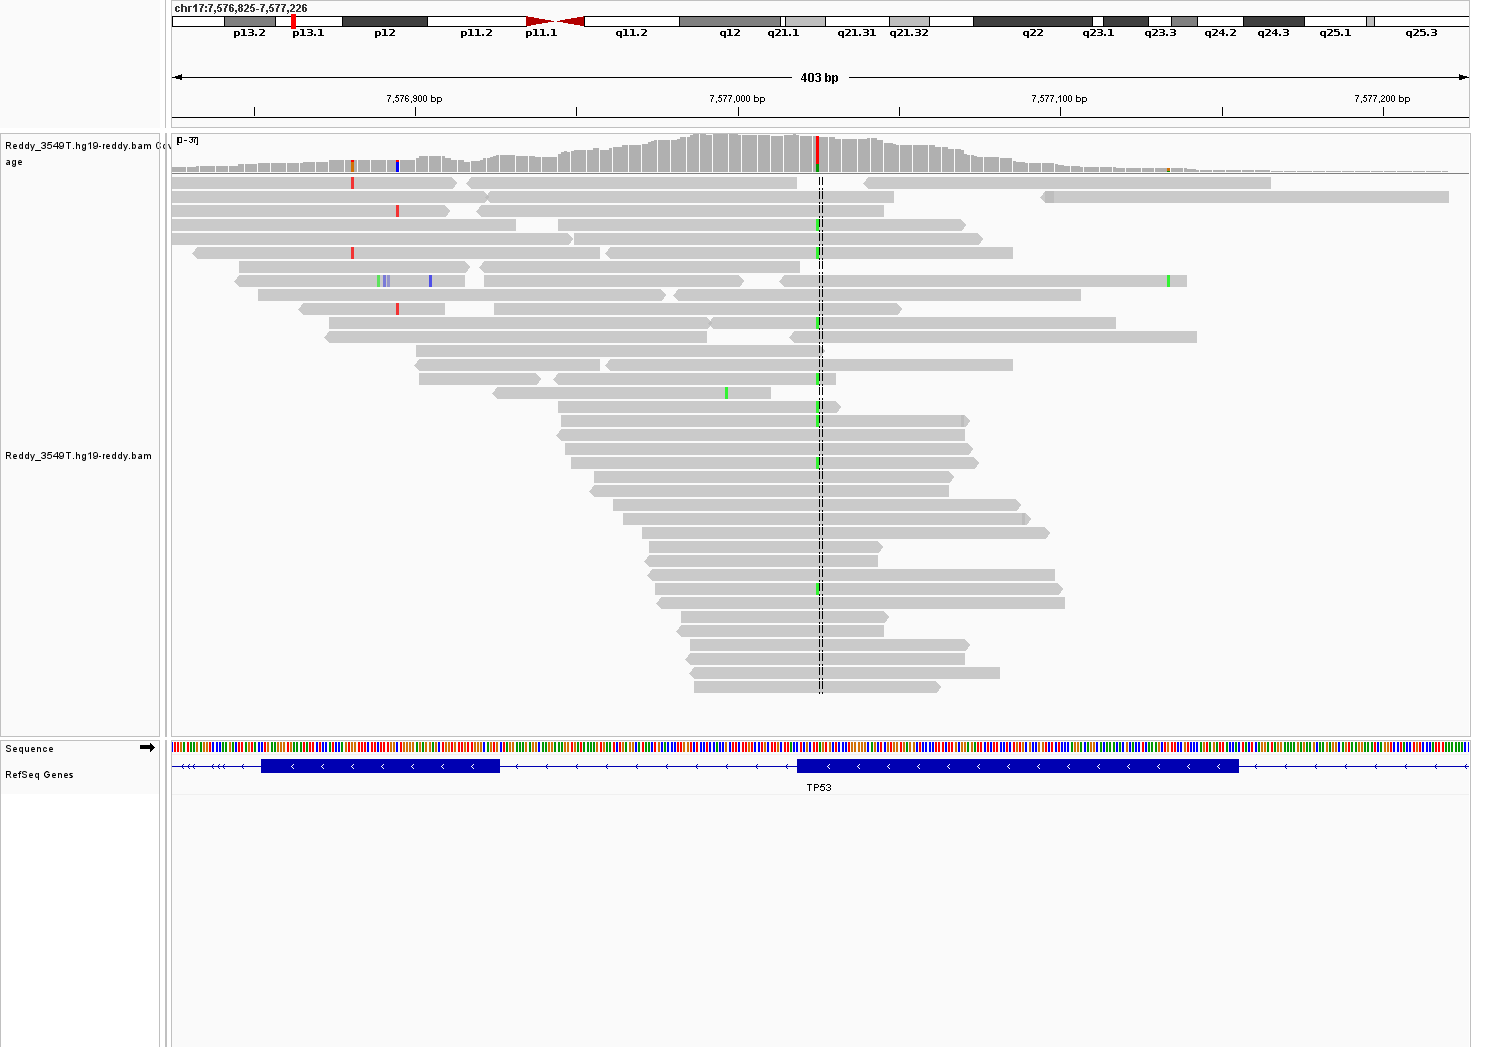 chr17:7,576,825-7,577,226
p13.2 p13.1 p12 p11.2 p11.1 q11.2 q12 q21.1 q21.31 q21.32 q22 q23.1 q23.3 q24.2 q24.3 q25.1 q25.3
403 bp
7,576,900 bp 7,577,000 bp 7,577,100 bp 7,577,200 bp
[0 - 37]
Reddy_3549T.hg19-reddy.bam Cov
age
Reddy_3549T.hg19-reddy.bam
Sequence
RefSeq Genes
TP53